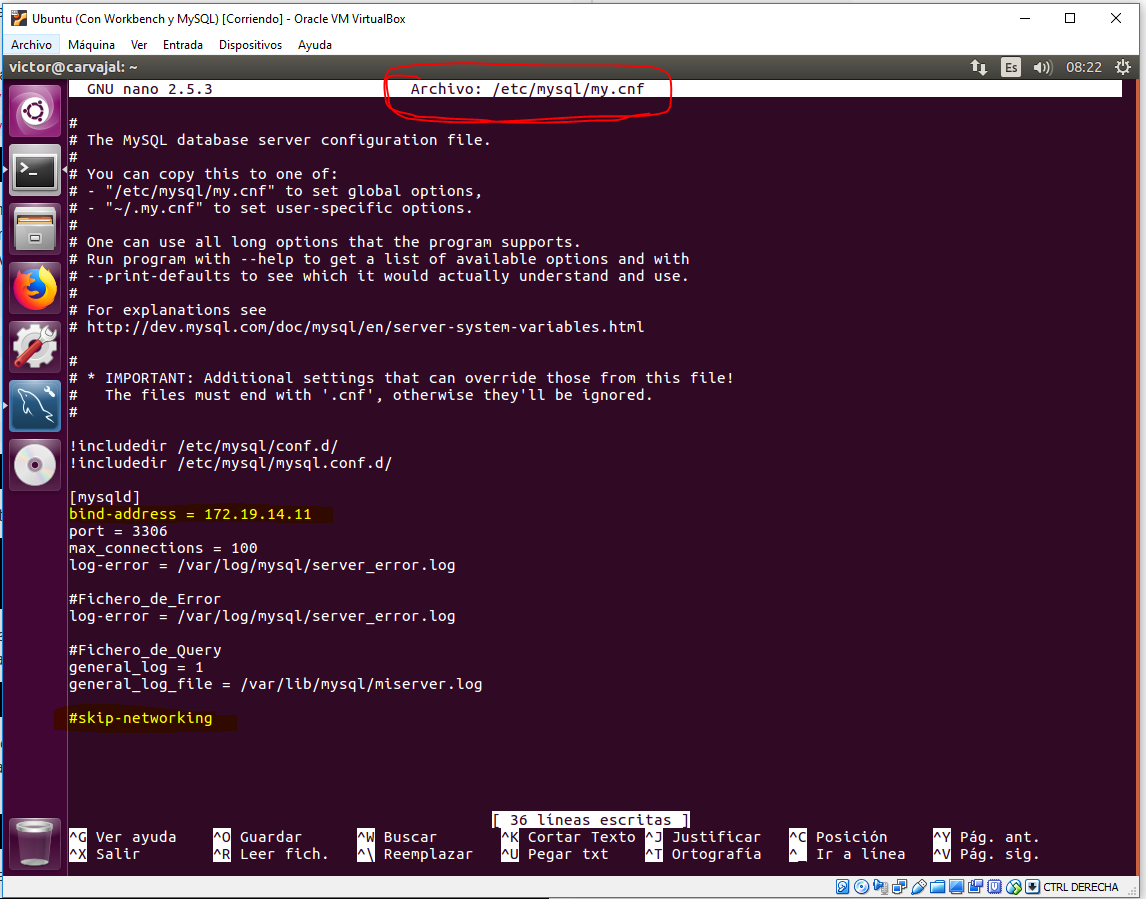 Ubuntu (Con Workbench y MySQL) [Corriendo] - Oracle VM VirtualBox
Archivo Máquina Ver Entrada Dispositivos Ayuda
victor@carvajal: ~ Es 08:22
GNU nano 2.5.3 Archivo: /etc/mysql/my.cnf
#
# The MySQL database server configuration file.
#
# You can copy this to one of:
# - "/etc/mysql/my.cnf" to set global options,
# - "~/.my.cnf" to set user-specific options.
#
# One can use all long options that the program supports.
# Run program with --help to get a list of available options and with
# --print-defaults to see which it would actually understand and use.
#
# For explanations see
# http://dev.mysql.com/doc/mysql/en/server-system-variables.html
#
# * IMPORTANT: Additional settings that can override those from this file!
#   The files must end with '.cnf', otherwise they'll be ignored.
#
!includedir /etc/mysql/conf.d/
!includedir /etc/mysql/mysql.conf.d/
[mysqld]
bind-address = 172.19.14.11
port = 3306
max_connections = 100
log-error = /var/log/mysql/server_error.log
#Fichero_de_Error
log-error = /var/log/mysql/server_error.log
#Fichero_de_Query
general_log = 1
general_log_file = /var/lib/mysql/miserver.log
#skip-networking
[ 36 líneas escritas ]
^G Ver ayuda ^O Guardar ^W Buscar ^K Cortar Texto ^J Justificar ^C Posición ^Y Pág. ant.
^X Salir ^R Leer fich. ^\ Reemplazar ^U Pegar txt ^T Ortografía ^_ Ir a línea ^V Pág. sig.
CTRL DERECHA